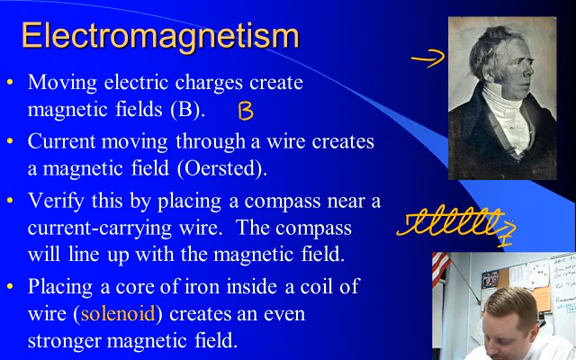 Electromagnetism
• Moving electric charges create
magnetic fields (B).
B
• Current moving through a wire creates
a magnetic field (Oersted).
• Verify this by placing a compass near a
current-carrying wire. The compass
will line up with the magnetic field.
I
• Placing a core of iron inside a coil of
wire (solenoid) creates an even
stronger magnetic field.